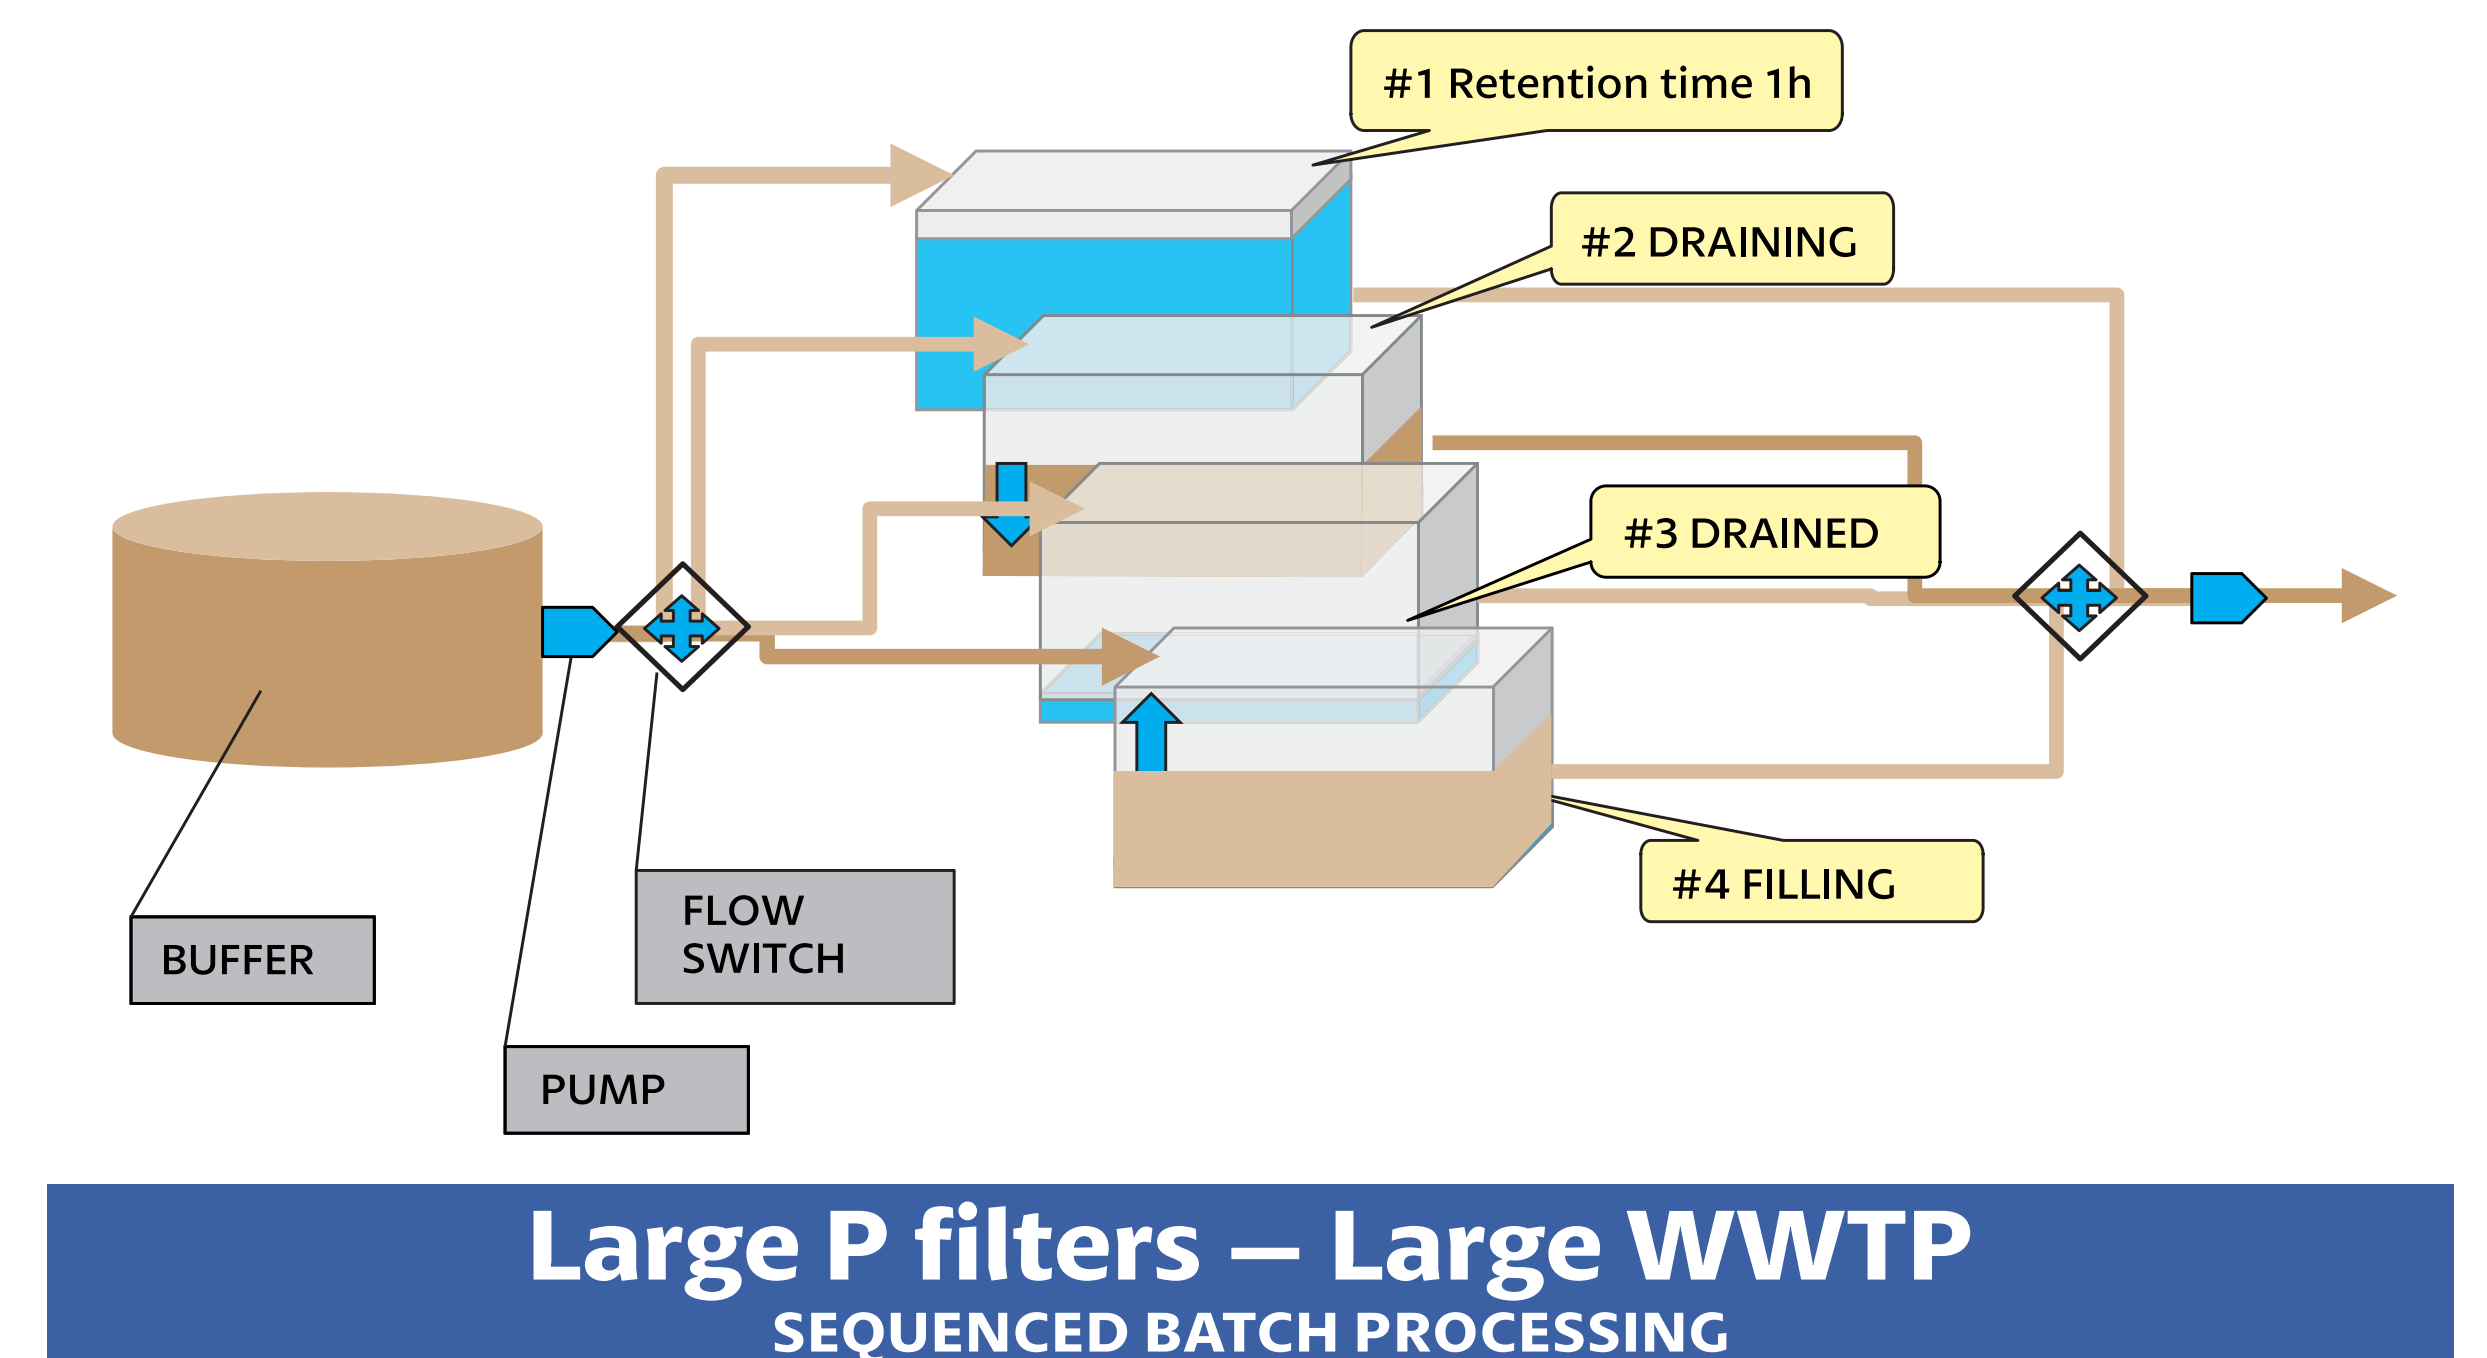 #1 Retention time 1h
#2 DRAINING
#3 DRAINED
#4 FILLING
FLOW
SWITCH
BUFFER
PUMP
Large P filters — Large WWTP
SEQUENCED BATCH PROCESSING